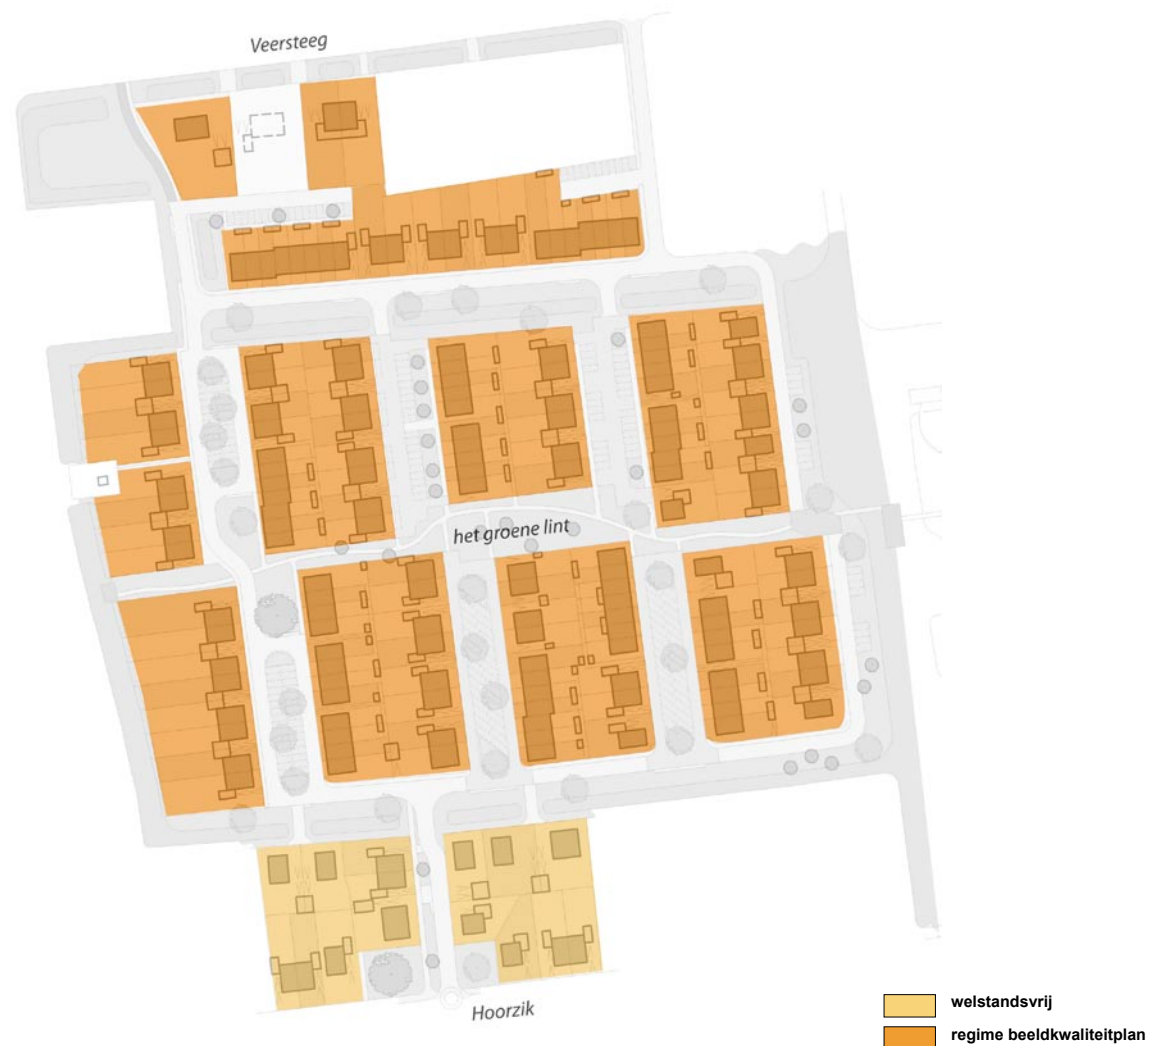 Veersteeg
het groene lint
Hoorzik
welstandsvrij
regime beeldkwaliteitplan